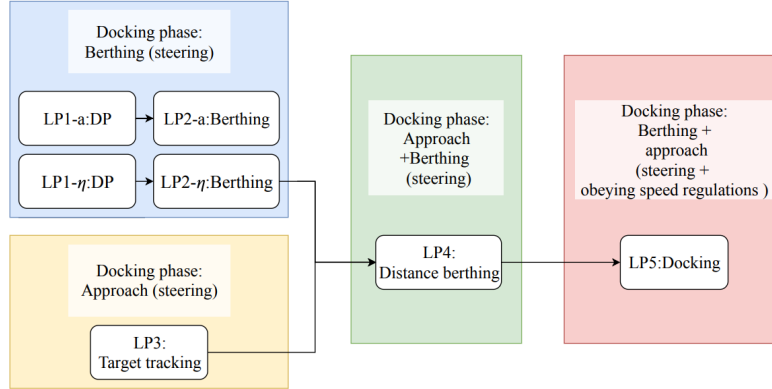 Docking phase:
Berthing (steering)
LP1-a:DP
LP2-a:Berthing
LP1-η:DP
LP2-η:Berthing
Docking phase:
Approach (steering)
LP3:
Target tracking
Docking phase:
Approach
+Berthing
(steering)
LP4:
Distance berthing
Docking phase:
Berthing +
approach
(steering +
obeying speed regulations )
LP5:Docking